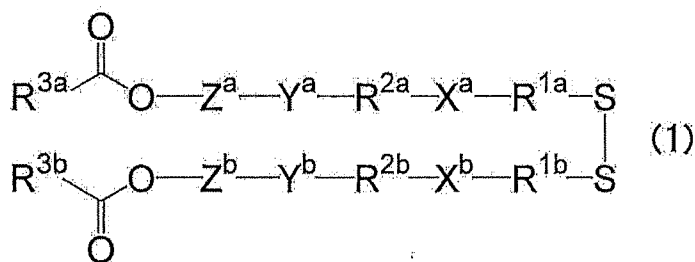 O
R³ᵃ O—Zᵃ—Yᵃ—R²ᵃ—Xᵃ—R¹ᵃ—S
(1)
R³ᵇ O—Zᵇ—Yᵇ—R²ᵇ—Xᵇ—R¹ᵇ—S
O